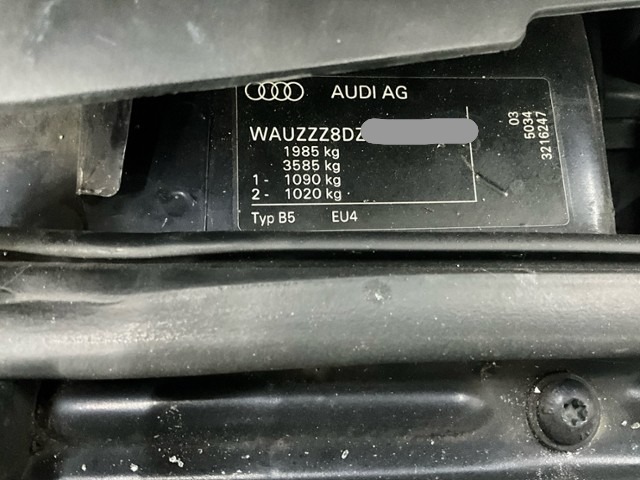 AUDI AG
WAUZZZ8DZ
1985 kg
3585 kg
1 - 1090 kg
2 - 1020 kg
Typ B5 EU4
03
5034
3216247